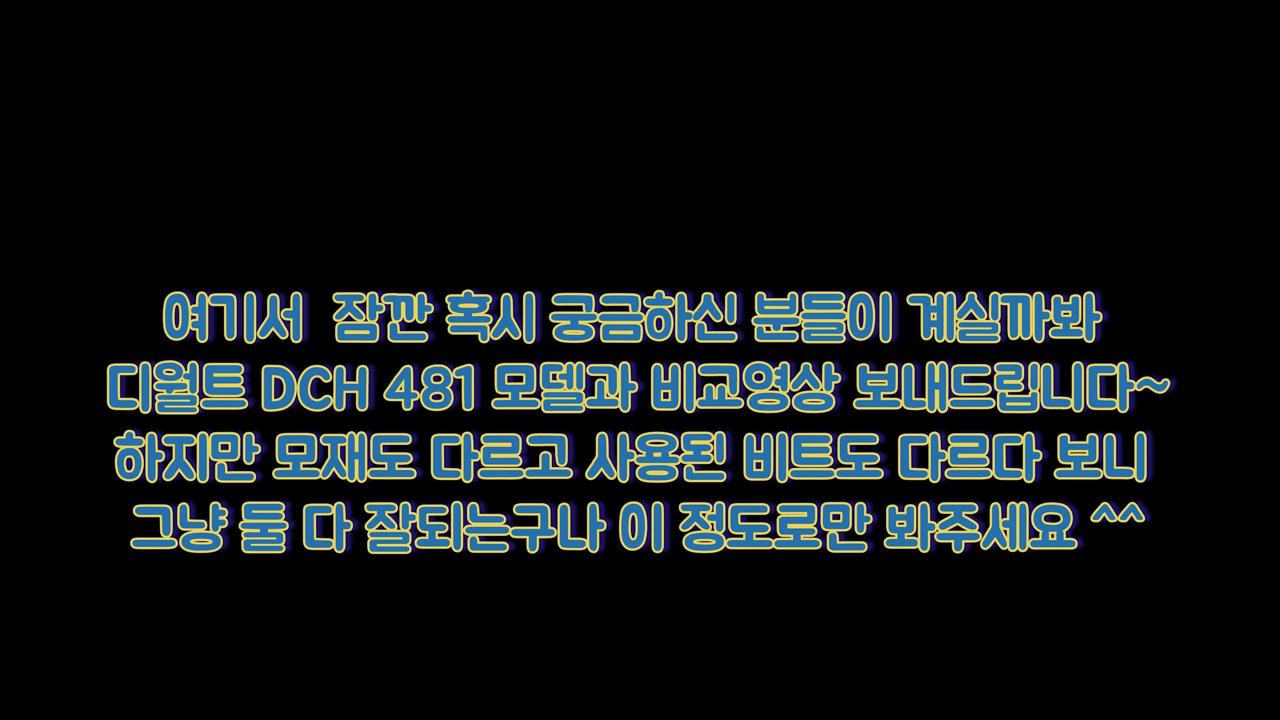 여기서  잠깐 혹시 궁금하신 분들이 계실까봐
디월트 DCH 481 모델과 비교영상 보내드립니다~
하지만 모재도 다르고 사용된 비트도 다르다 보니
그냥 둘 다 잘되는구나 이 정도로만 봐주세요 ^^